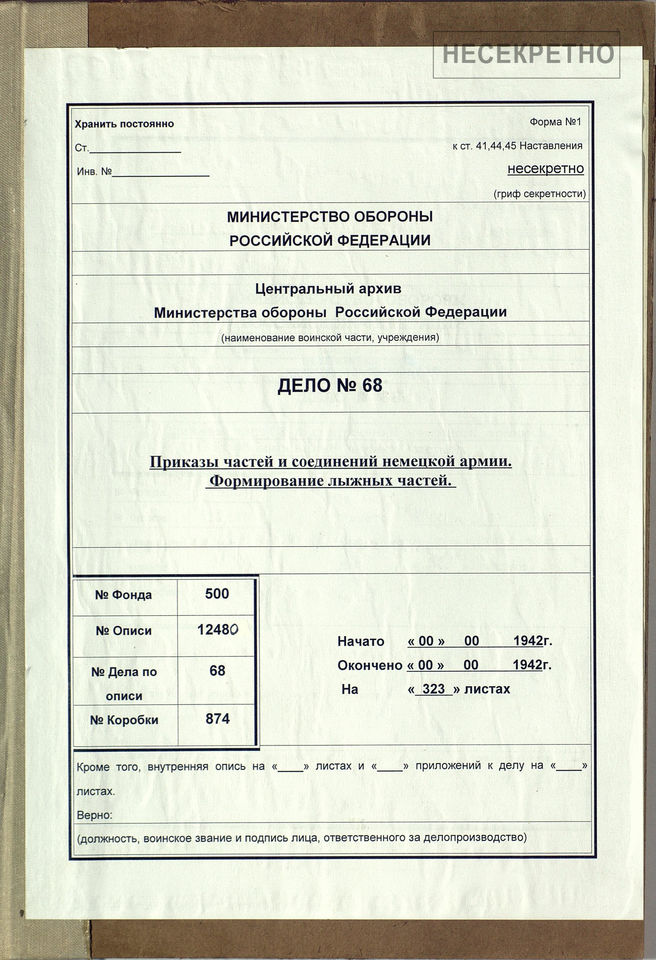 НЕСЕКРЕТНО
Хранить постоянно
Форма №1
Ст.
к ст. 41,44,45 Наставления
Инв. №
несекретно
(гриф секретности)
МИНИСТЕРСТВО ОБОРОНЫ
РОССИЙСКОЙ ФЕДЕРАЦИИ
Центральный архив
Министерства обороны Российской Федерации
(наименование воинской части, учреждения)
ДЕЛО № 68
Приказы частей и соединений немецкой армии.
Формирование лыжных частей.
№ Фонда 500
№ Описи 12480
№ Дела по описи 68
№ Коробки 874
Начато « 00 » 00 1942г.
Окончено « 00 » 00 1942г.
На « 323 » листах
Кроме того, внутренняя опись на «____» листах и «____» приложений к делу на «____»
листах.
Верно:
(должность, воинское звание и подпись лица, ответственного за делопроизводство)